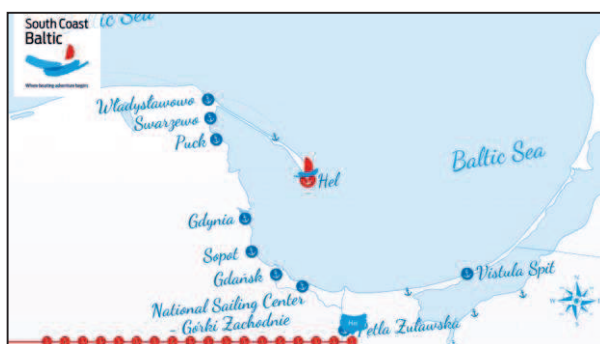 South Coast
Baltic
Where boating adventure begins
ic Sea
Władysławowo
Swarzewo
Puck
Hel
Baltic Sea
Gdynia
Sopot
Gdańsk
Vistula Spit
National Sailing Center
- Górki Zachodnie
Pętla Żuławska
N
W
E
S